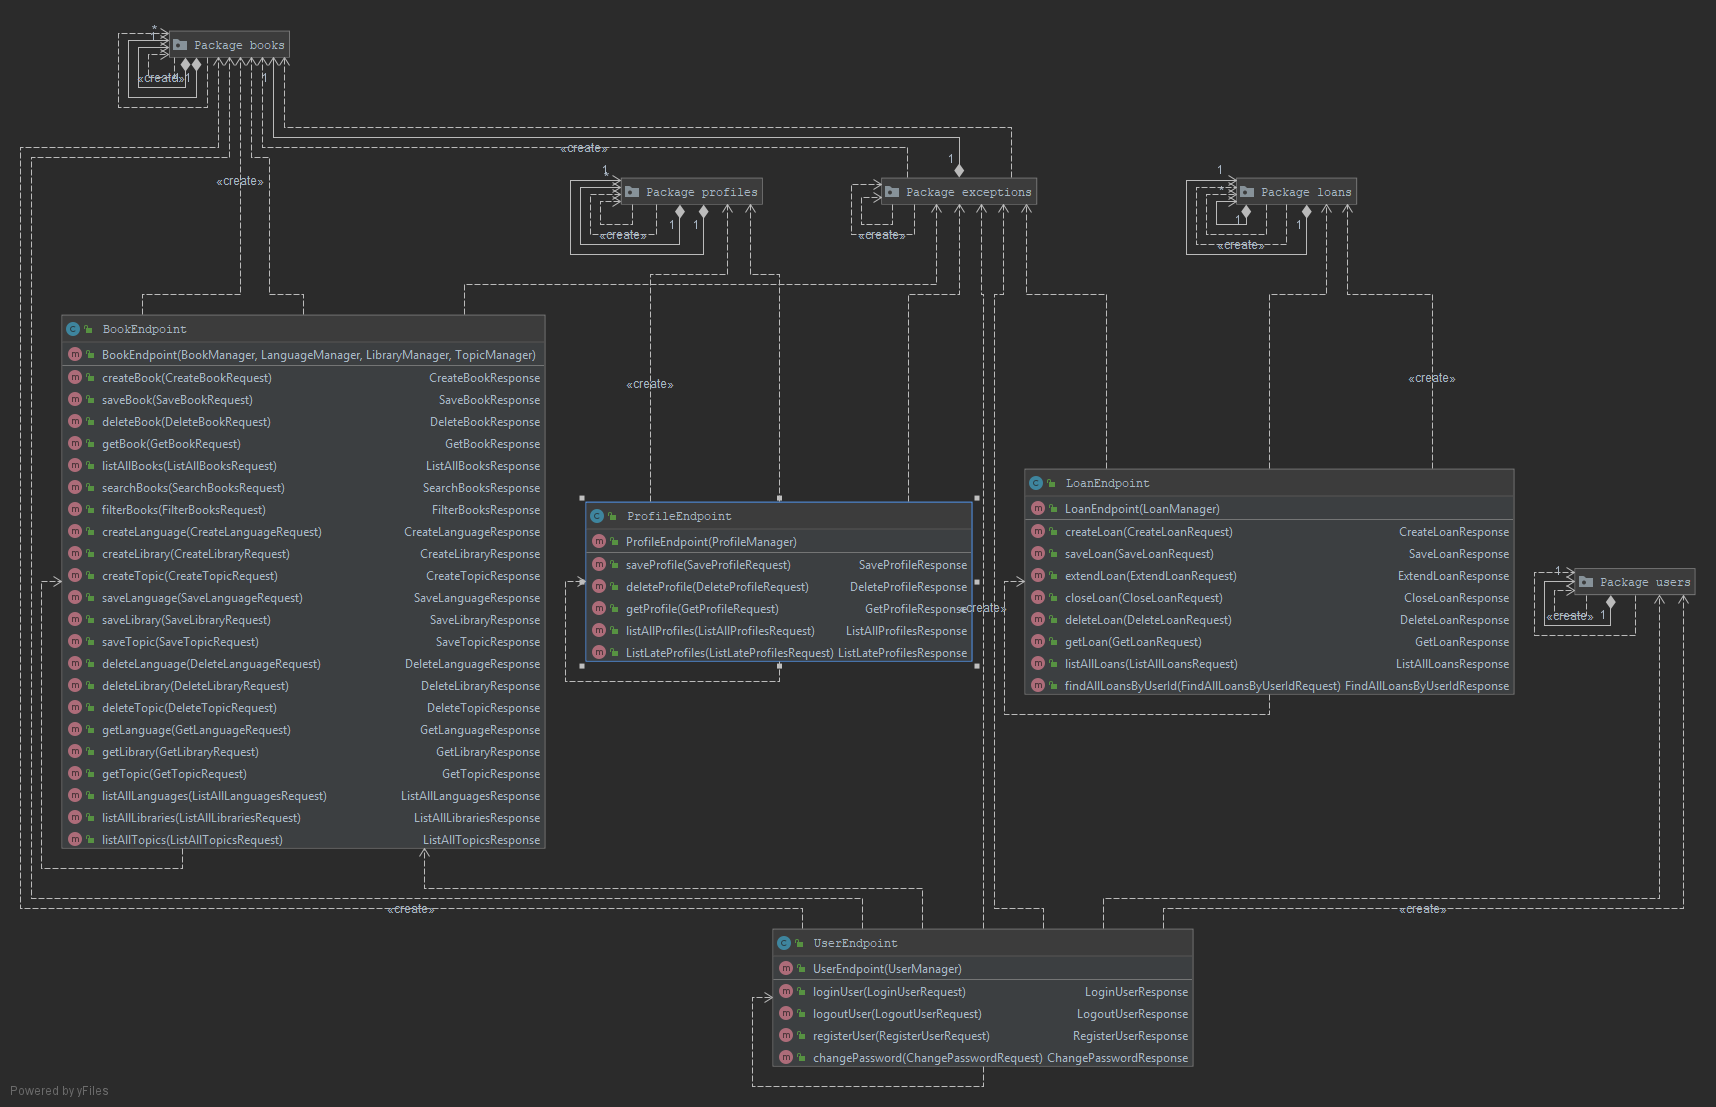 *
1
Package books
«create»
1
1
1
«create»
1
«create»
1
*
Package profiles
1
1
«create»
Package exceptions
«create»
1
*
Package loans
1
1
«create»
BookEndpoint
BookEndpoint(BookManager, LanguageManager, LibraryManager, TopicManager)
createBook(CreateBookRequest) CreateBookResponse
saveBook(SaveBookRequest) SaveBookResponse
deleteBook(DeleteBookRequest) DeleteBookResponse
getBook(GetBookRequest) GetBookResponse
listAllBooks(ListAllBooksRequest) ListAllBooksResponse
searchBooks(SearchBooksRequest) SearchBooksResponse
filterBooks(FilterBooksRequest) FilterBooksResponse
createLanguage(CreateLanguageRequest) CreateLanguageResponse
createLibrary(CreateLibraryRequest) CreateLibraryResponse
createTopic(CreateTopicRequest) CreateTopicResponse
saveLanguage(SaveLanguageRequest) SaveLanguageResponse
saveLibrary(SaveLibraryRequest) SaveLibraryResponse
saveTopic(SaveTopicRequest) SaveTopicResponse
deleteLanguage(DeleteLanguageRequest) DeleteLanguageResponse
deleteLibrary(DeleteLibraryRequest) DeleteLibraryResponse
deleteTopic(DeleteTopicRequest) DeleteTopicResponse
getLanguage(GetLanguageRequest) GetLanguageResponse
getLibrary(GetLibraryRequest) GetLibraryResponse
getTopic(GetTopicRequest) GetTopicResponse
listAllLanguages(ListAllLanguagesRequest) ListAllLanguagesResponse
listAllLibraries(ListAllLibrariesRequest) ListAllLibrariesResponse
listAllTopics(ListAllTopicsRequest) ListAllTopicsResponse
«create»
ProfileEndpoint
ProfileEndpoint(ProfileManager)
saveProfile(SaveProfileRequest) SaveProfileResponse
deleteProfile(DeleteProfileRequest) DeleteProfileResponse
getProfile(GetProfileRequest) GetProfileResponse
listAllProfiles(ListAllProfilesRequest) ListAllProfilesResponse
ListLateProfiles(ListLateProfilesRequest) ListLateProfilesResponse
«create»
«create»
LoanEndpoint
LoanEndpoint(LoanManager)
createLoan(CreateLoanRequest) CreateLoanResponse
saveLoan(SaveLoanRequest) SaveLoanResponse
extendLoan(ExtendLoanRequest) ExtendLoanResponse
closeLoan(CloseLoanRequest) CloseLoanResponse
deleteLoan(DeleteLoanRequest) DeleteLoanResponse
getLoan(GetLoanRequest) GetLoanResponse
listAllLoans(ListAllLoansRequest) ListAllLoansResponse
findAllLoansByUserId(FindAllLoansByUserIdRequest) FindAllLoansByUserIdResponse
1
Package users
«create»
1
«create»
«create»
UserEndpoint
UserEndpoint(UserManager)
loginUser(LoginUserRequest) LoginUserResponse
logoutUser(LogoutUserRequest) LogoutUserResponse
registerUser(RegisterUserRequest) RegisterUserResponse
changePassword(ChangePasswordRequest) ChangePasswordResponse
Powered by yFiles